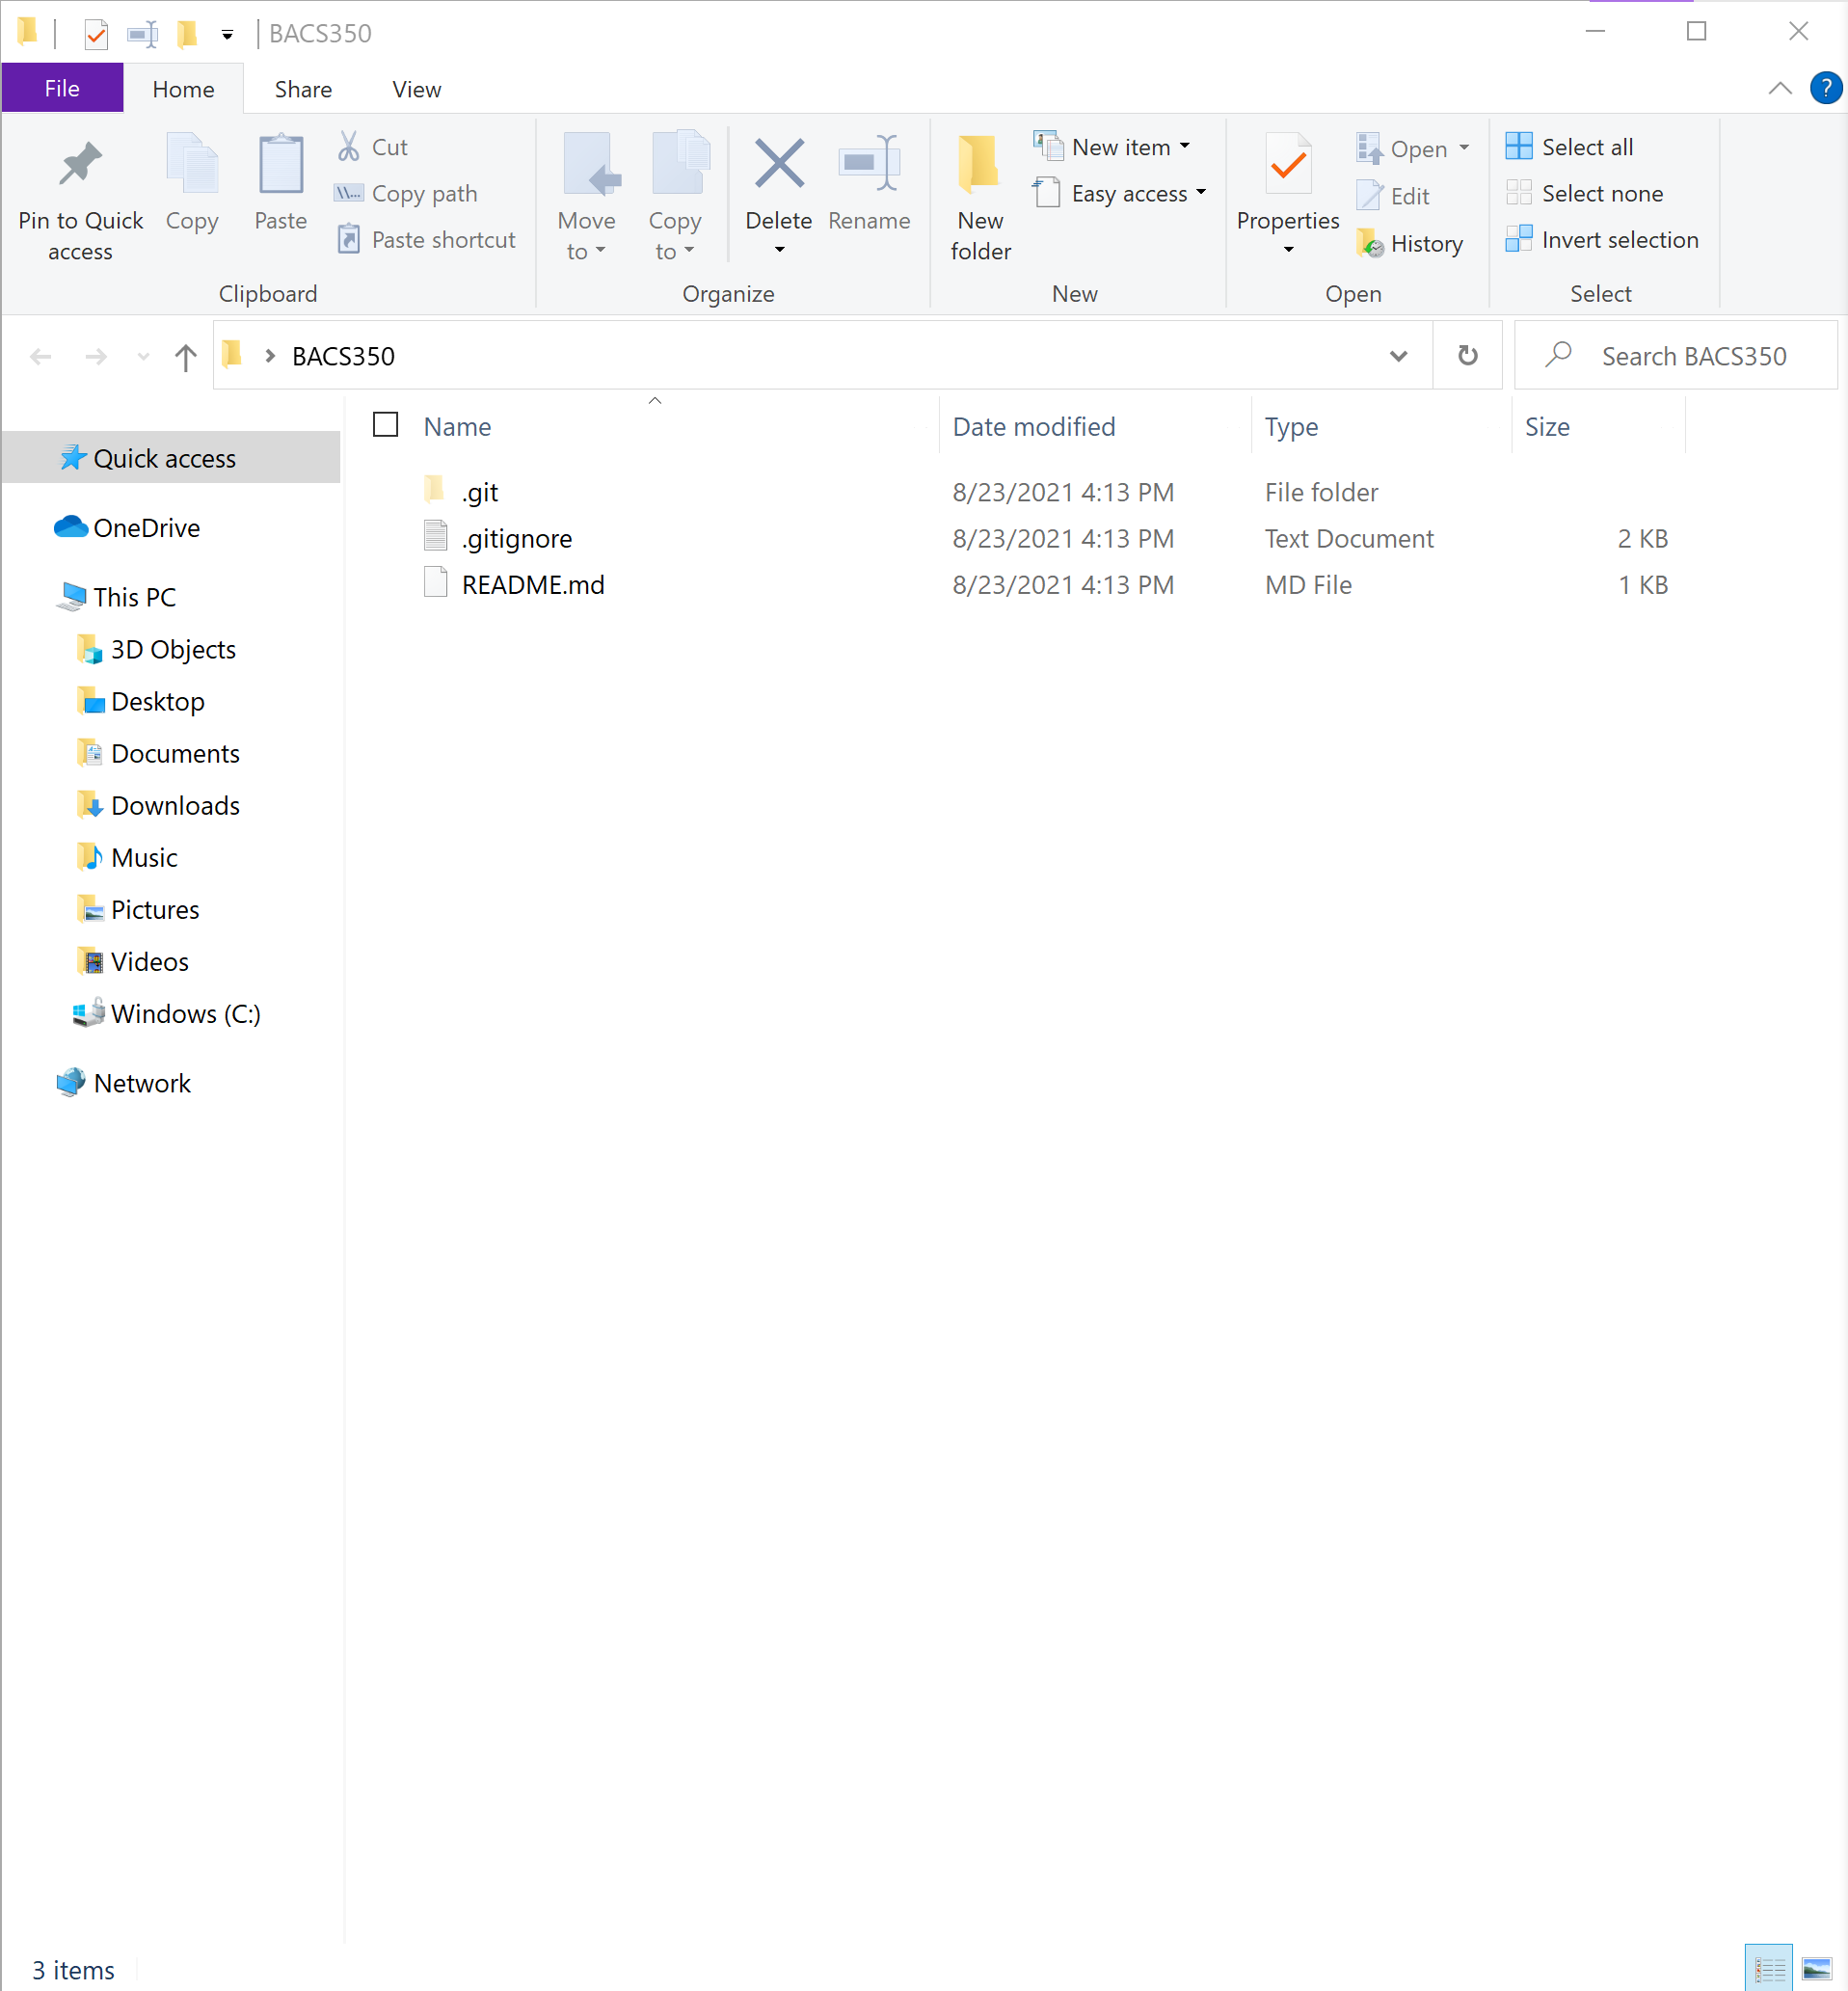 BACS350
File Home Share View
?
Pin to Quick access
Copy
Paste
Cut
\\... Copy path
Paste shortcut
Clipboard
Move to
Copy to
Delete
Rename
Organize
New folder
New item
Easy access
New
Properties
Open
Edit
History
Open
Select all
Select none
Invert selection
Select
BACS350
Search BACS350
Name Date modified Type Size
.git 8/23/2021 4:13 PM File folder
.gitignore 8/23/2021 4:13 PM Text Document 2 KB
README.md 8/23/2021 4:13 PM MD File 1 KB
Quick access
OneDrive
This PC
3D Objects
Desktop
Documents
Downloads
Music
Pictures
Videos
Windows (C:)
Network
3 items